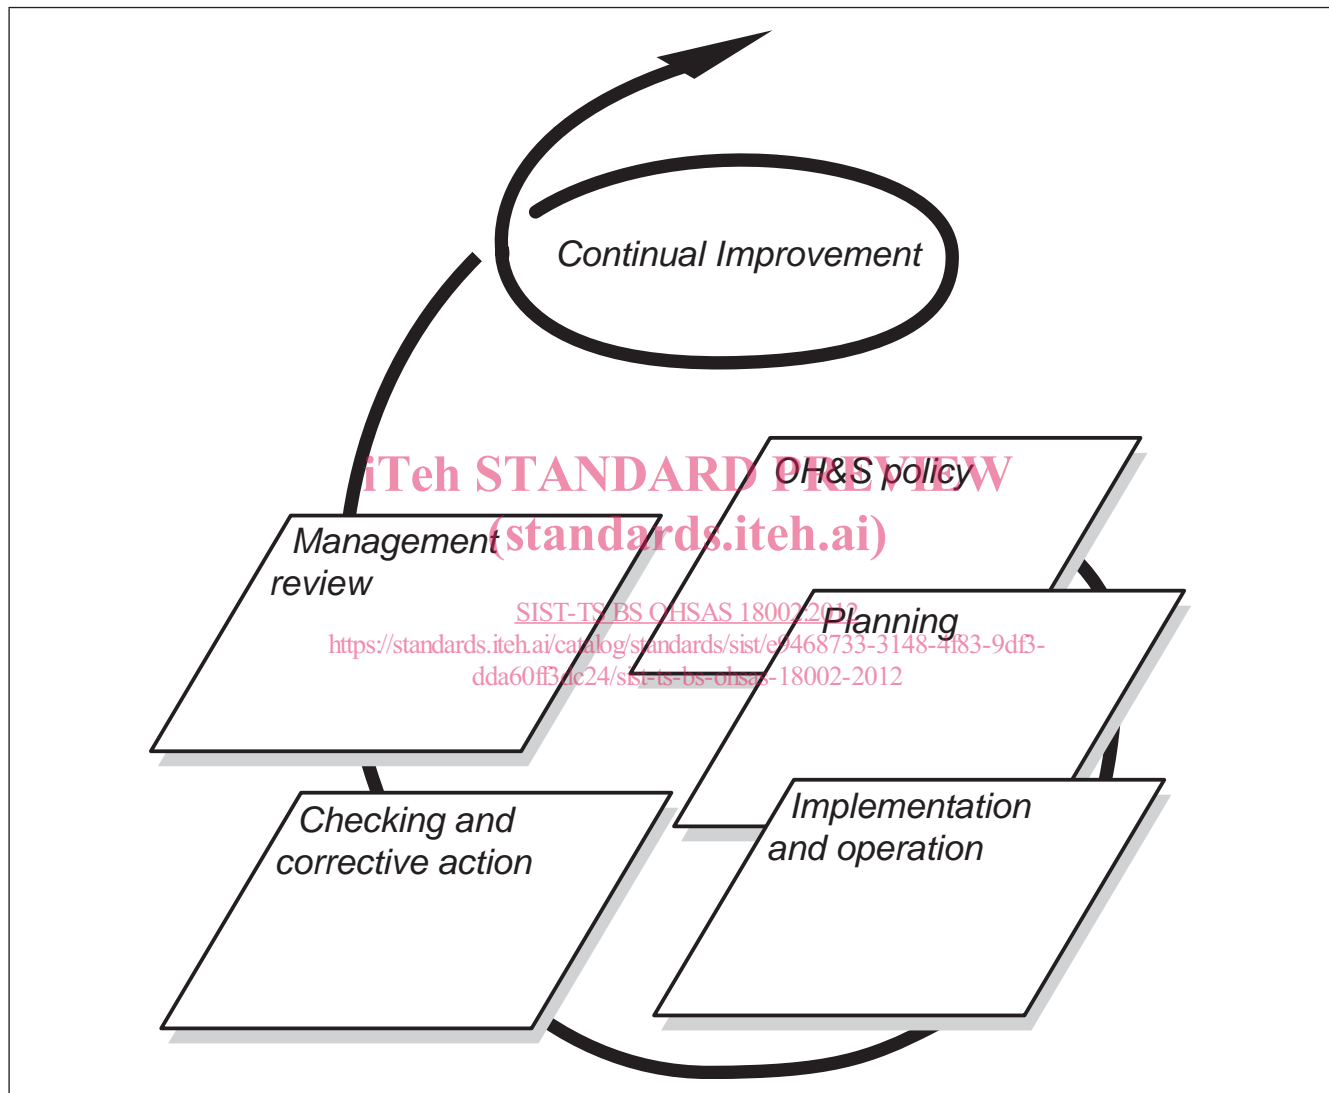 Continual Improvement
iTeh STANDARD PREVIEW
OH&S policy
(standards.iteh.ai)
Management
review
SIST-TS BS OHSAS 18002:2012
Planning
https://standards.iteh.ai/catalog/standards/sist/e9468733-3148-4f83-9df3-
dda60ff3dc24/sist-ts-bs-ohsas-18002-2012
Checking and
corrective action
Implementation
and operation